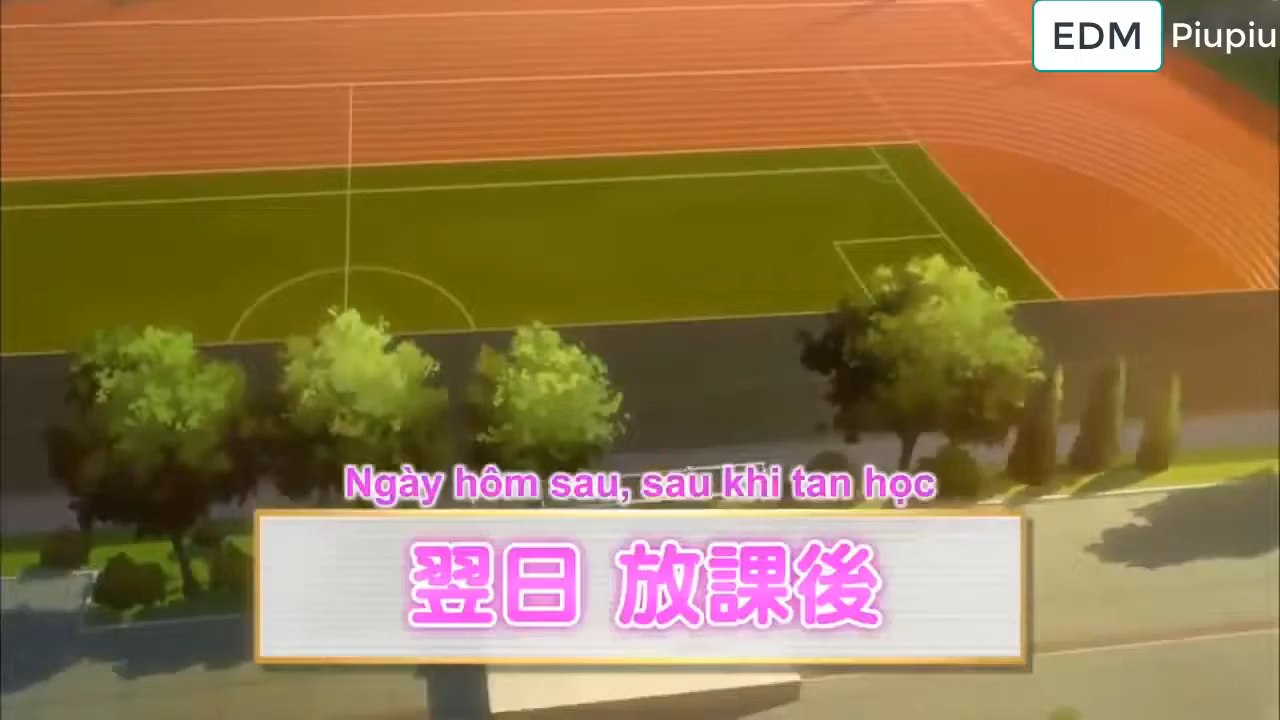 EDM Piupiu
Ngày hôm sau, sau khi tan học
翌日 放課後